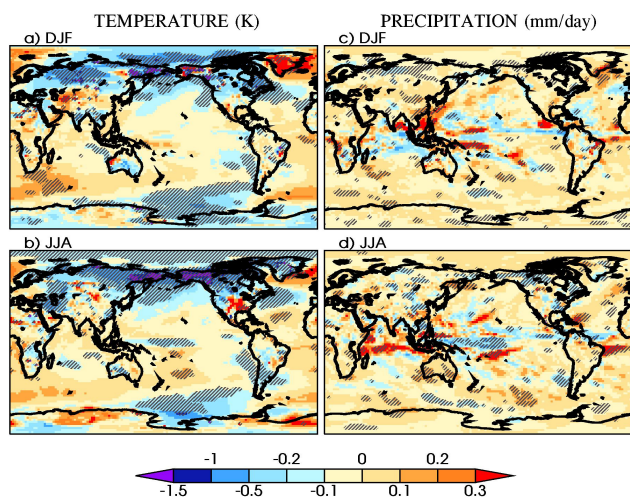 TEMPERATURE (K) PRECIPITATION (mm/day)
a) DJF c) DJF
b) JJA d) JJA
-1 -0.2 0 0.2
-1.5 -0.5 -0.1 0.1 0.3